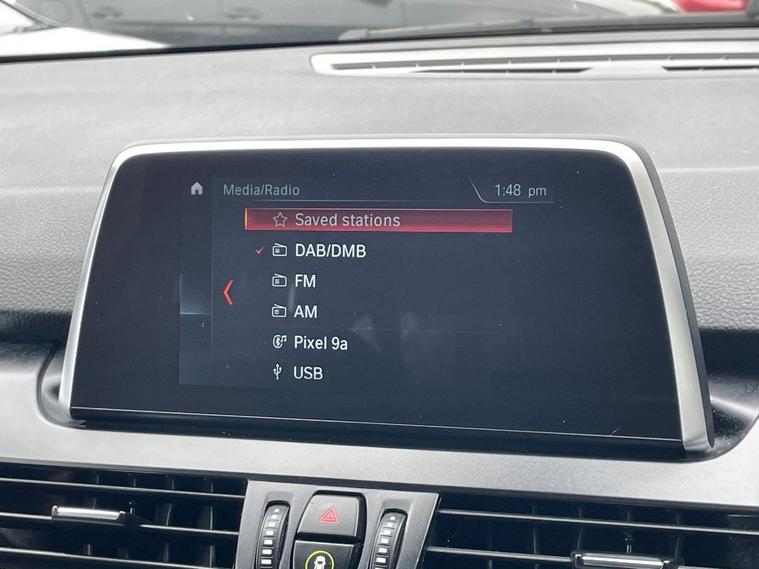 Media/Radio
1:48 pm
Saved stations
DAB/DMB
FM
AM
Pixel 9a
USB